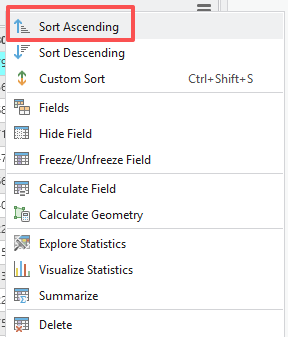 Sort Ascending
Sort Descending
Custom Sort Ctrl+Shift+S
Fields
Hide Field
Freeze/Unfreeze Field
Calculate Field
Calculate Geometry
Explore Statistics
Visualize Statistics
Summarize
Delete